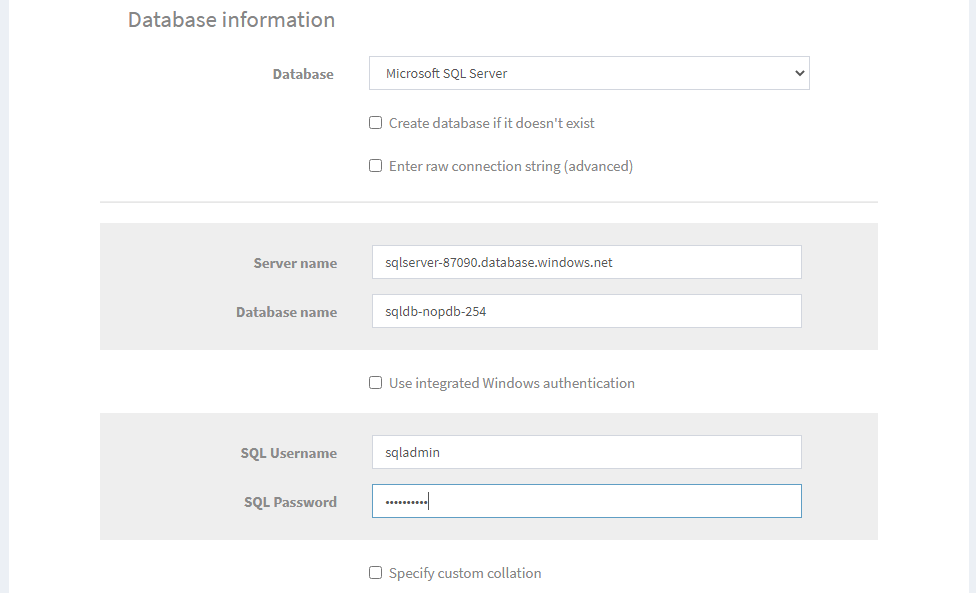 Database information
Database
Microsoft SQL Server
Create database if it doesn't exist
Enter raw connection string (advanced)
Server name
sqlserver-87090.database.windows.net
Database name
sqldb-nopdb-254
Use integrated Windows authentication
SQL Username
sqladmin
SQL Password
••••••••••
Specify custom collation